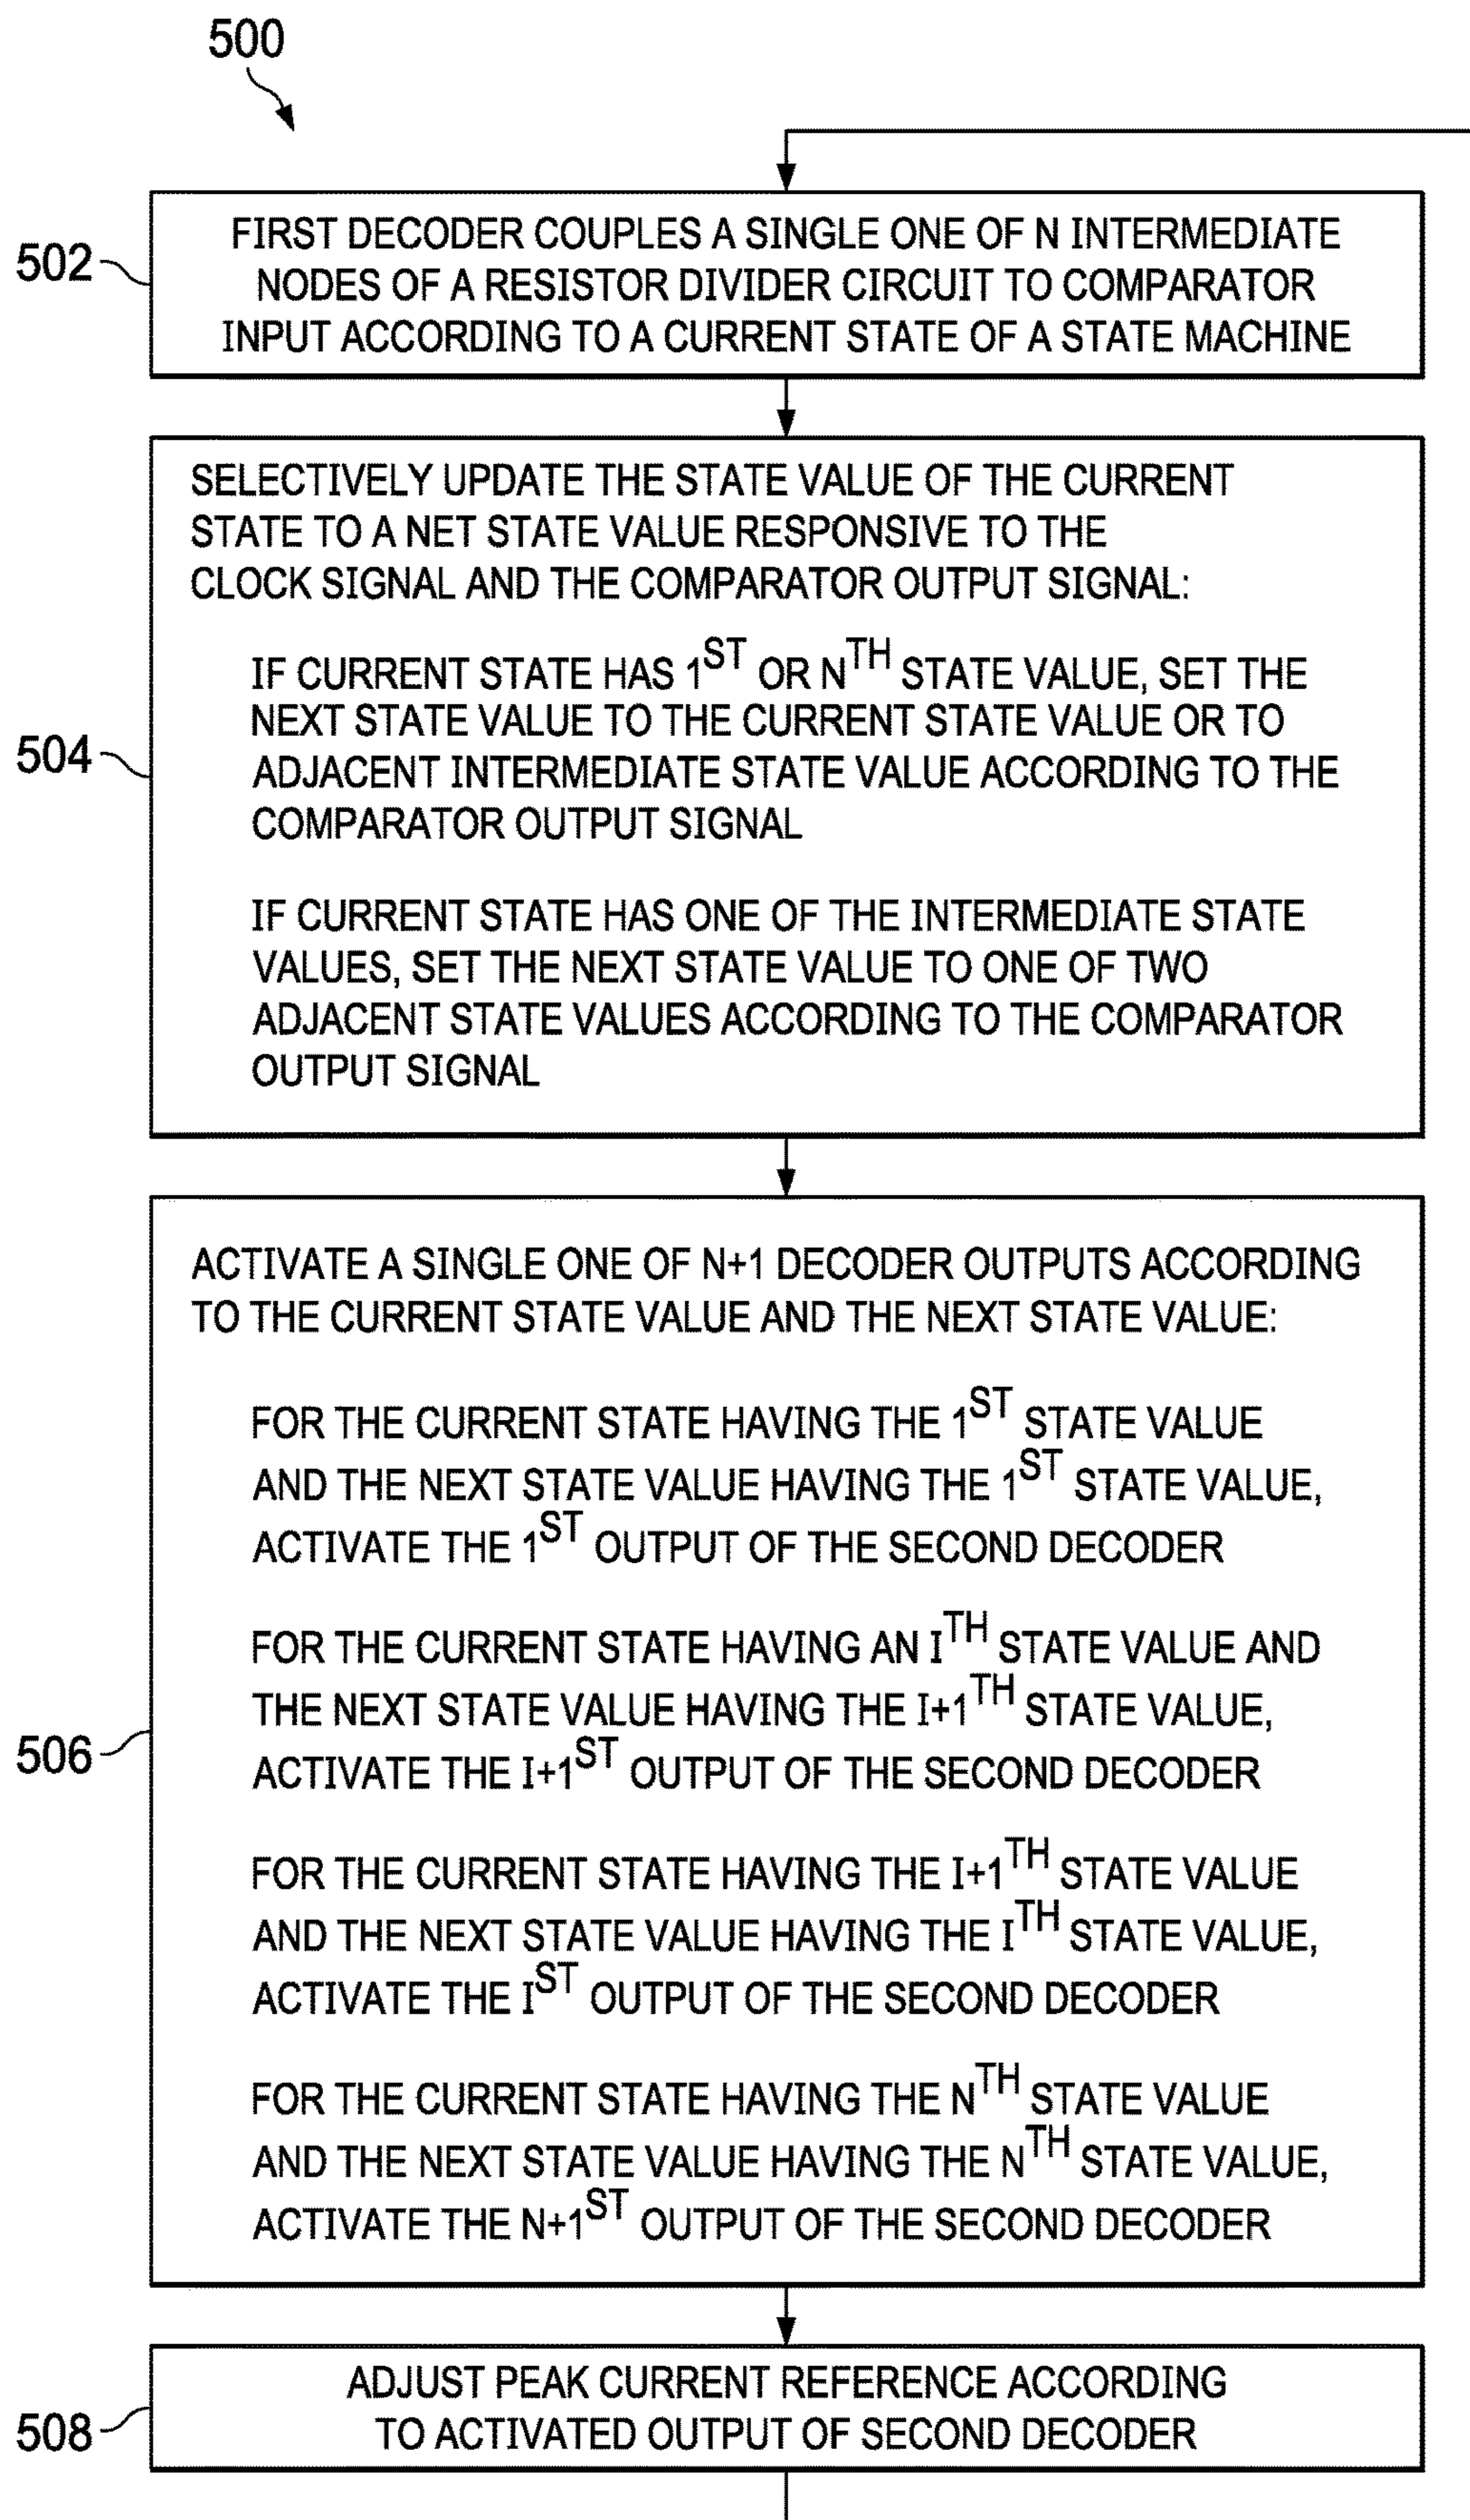 500
502
FIRST DECODER COUPLES A SINGLE ONE OF N INTERMEDIATE
NODES OF A RESISTOR DIVIDER CIRCUIT TO COMPARATOR
INPUT ACCORDING TO A CURRENT STATE OF A STATE MACHINE
504
SELECTIVELY UPDATE THE STATE VALUE OF THE CURRENT
STATE TO A NET STATE VALUE RESPONSIVE TO THE
CLOCK SIGNAL AND THE COMPARATOR OUTPUT SIGNAL:
IF CURRENT STATE HAS 1ST OR NTH STATE VALUE, SET THE
NEXT STATE VALUE TO THE CURRENT STATE VALUE OR TO
ADJACENT INTERMEDIATE STATE VALUE ACCORDING TO THE
COMPARATOR OUTPUT SIGNAL
IF CURRENT STATE HAS ONE OF THE INTERMEDIATE STATE
VALUES, SET THE NEXT STATE VALUE TO ONE OF TWO
ADJACENT STATE VALUES ACCORDING TO THE COMPARATOR
OUTPUT SIGNAL
506
ACTIVATE A SINGLE ONE OF N+1 DECODER OUTPUTS ACCORDING
TO THE CURRENT STATE VALUE AND THE NEXT STATE VALUE:
FOR THE CURRENT STATE HAVING THE 1ST STATE VALUE
AND THE NEXT STATE VALUE HAVING THE 1ST STATE VALUE,
ACTIVATE THE 1ST OUTPUT OF THE SECOND DECODER
FOR THE CURRENT STATE HAVING AN ITH STATE VALUE AND
THE NEXT STATE VALUE HAVING THE I+1TH STATE VALUE,
ACTIVATE THE I+1ST OUTPUT OF THE SECOND DECODER
FOR THE CURRENT STATE HAVING THE I+1TH STATE VALUE
AND THE NEXT STATE VALUE HAVING THE ITH STATE VALUE,
ACTIVATE THE IST OUTPUT OF THE SECOND DECODER
FOR THE CURRENT STATE HAVING THE NTH STATE VALUE
AND THE NEXT STATE VALUE HAVING THE NTH STATE VALUE,
ACTIVATE THE N+1ST OUTPUT OF THE SECOND DECODER
508
ADJUST PEAK CURRENT REFERENCE ACCORDING
TO ACTIVATED OUTPUT OF SECOND DECODER